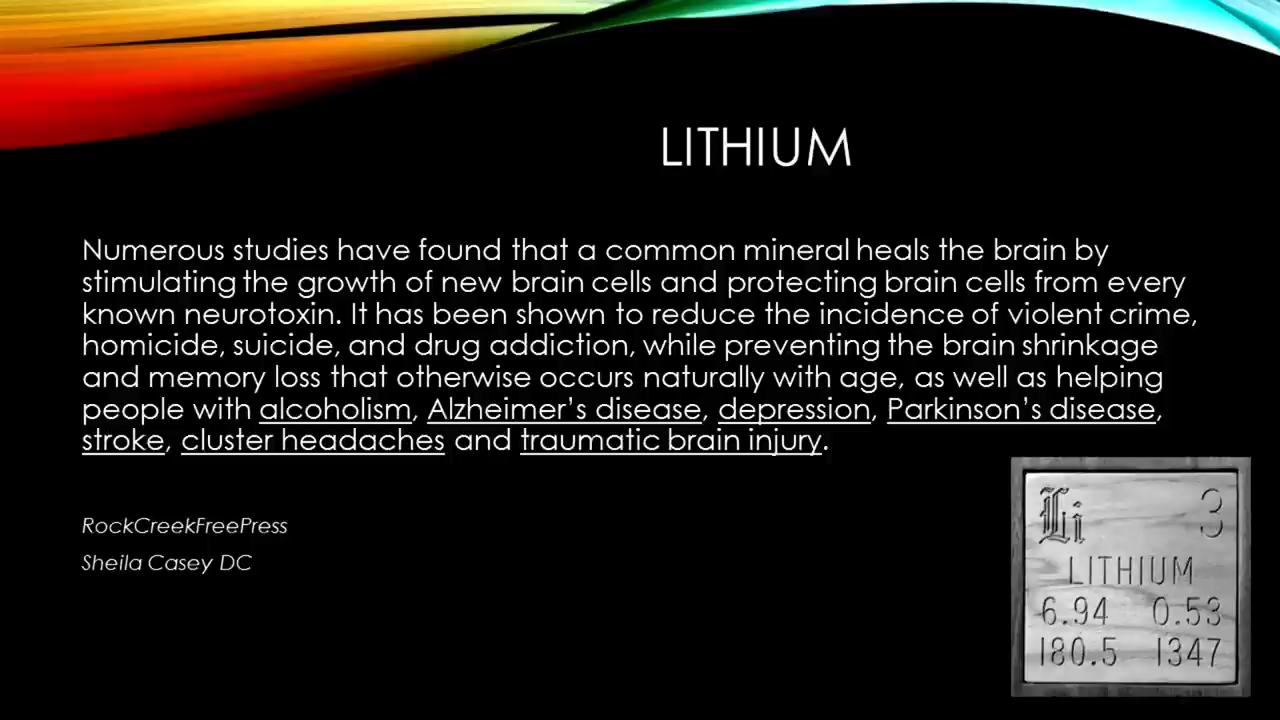 LITHIUM
Numerous studies have found that a common mineral heals the brain by
stimulating the growth of new brain cells and protecting brain cells from every
known neurotoxin. It has been shown to reduce the incidence of violent crime,
homicide, suicide, and drug addiction, while preventing the brain shrinkage
and memory loss that otherwise occurs naturally with age, as well as helping
people with alcoholism, Alzheimer’s disease, depression, Parkinson’s disease,
stroke, cluster headaches and traumatic brain injury.
RockCreekFreePress
Sheila Casey DC
Li 3
LITHIUM
6.94 0.53
180.5 1347